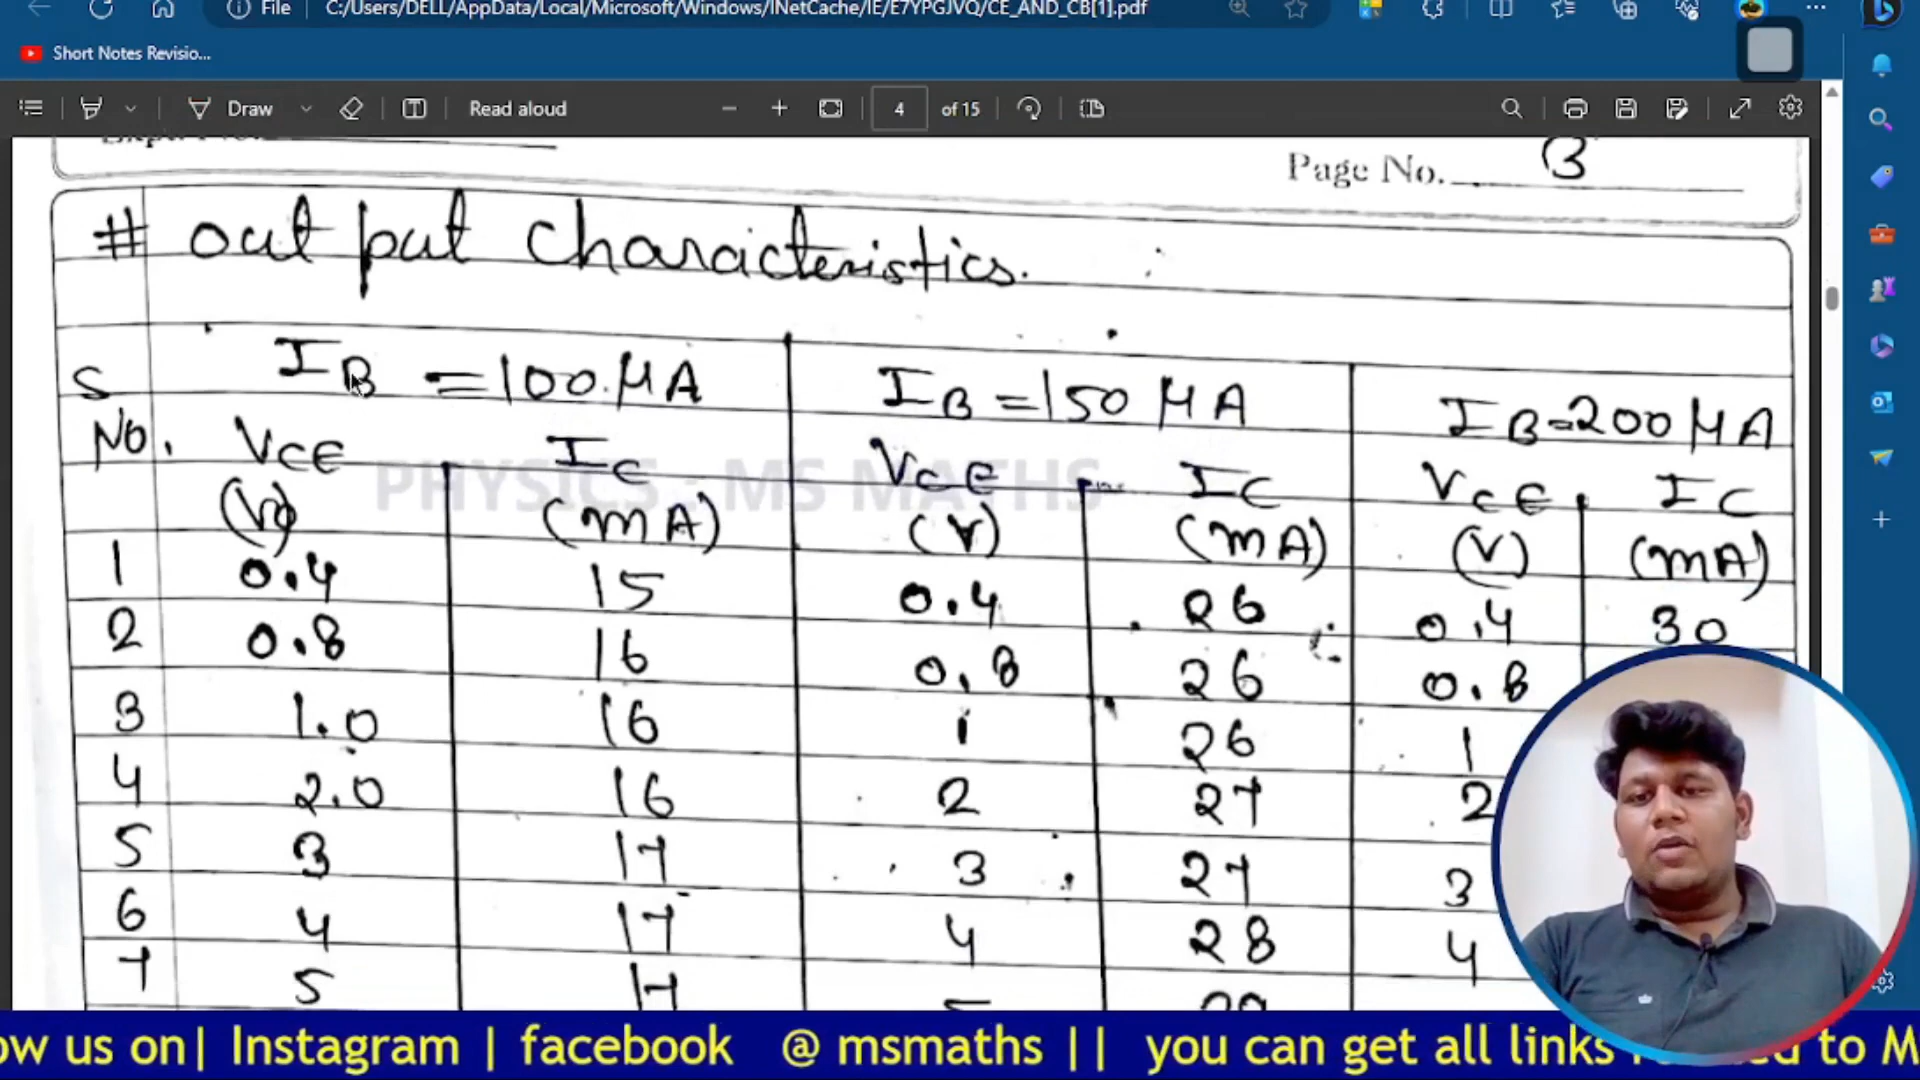 File C:/Users/DELL/AppData/Local/Microsoft/Windows/INetCache/IE/E7YPGJVQ/CE_AND_CB[1].pdf
Short Notes Revisio...
Draw Read aloud 4 of 15
Page No. 3
# out put characteristics.
S No. IB = 100 μA IB = 150 μA IB = 200 μA
VCE (V) IC (mA) VCE (V) IC (mA) VCE (V) IC (mA)
PHYSICS : MS MATHS
1 0.4 15 0.4 26 0.4 30
2 0.8 16 0.8 26 0.8
3 1.0 16 1 26 1
4 2.0 16 2 27 2
5 3 17 3 27 3
6 4 17 4 28 4
7 5 17
ow us on| Instagram | facebook @ msmaths || you can get all links to M